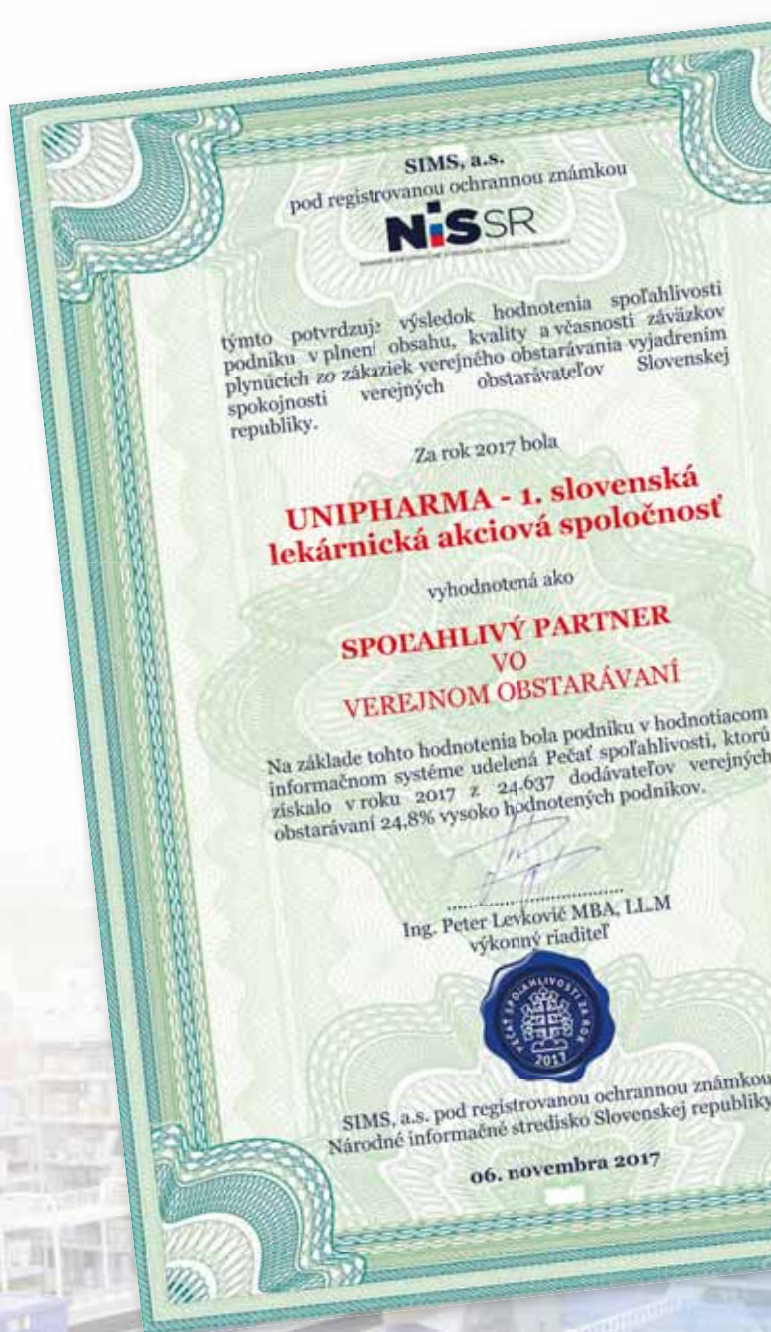 SIMS, a.s.
pod registrovanou ochrannou známkou
NiSSR
týmto potvrdzuje výsledok hodnotenia spoľahlivosti
podniku v plnení obsahu, kvality a včasnosti záväzkov
plynúcich zo zákaziek verejného obstarávania vyjadrením
spokojnosti verejných obstarávateľov Slovenskej
republiky.
Za rok 2017 bola
UNIPHARMA - 1. slovenská
lekárnická akciová spoločnosť
vyhodnotená ako
SPOĽAHLIVÝ PARTNER
VO
VEREJNOM OBSTARÁVANÍ
Na základe tohto hodnotenia bola podniku v hodnotiacom
informačnom systéme udelená Pečať spoľahlivosti, ktorú
získalo v roku 2017 z 24.637 dodávateľov verejných
obstarávaní 24,8% vysoko hodnotených podnikov.
Ing. Peter Levkovič MBA, LL.M
výkonný riaditeľ
PEČAŤ SPOĽAHLIVOSTI ZA ROK
2017
SIMS, a.s. pod registrovanou ochrannou známkou
Národné informačné stredisko Slovenskej republiky
06. novembra 2017